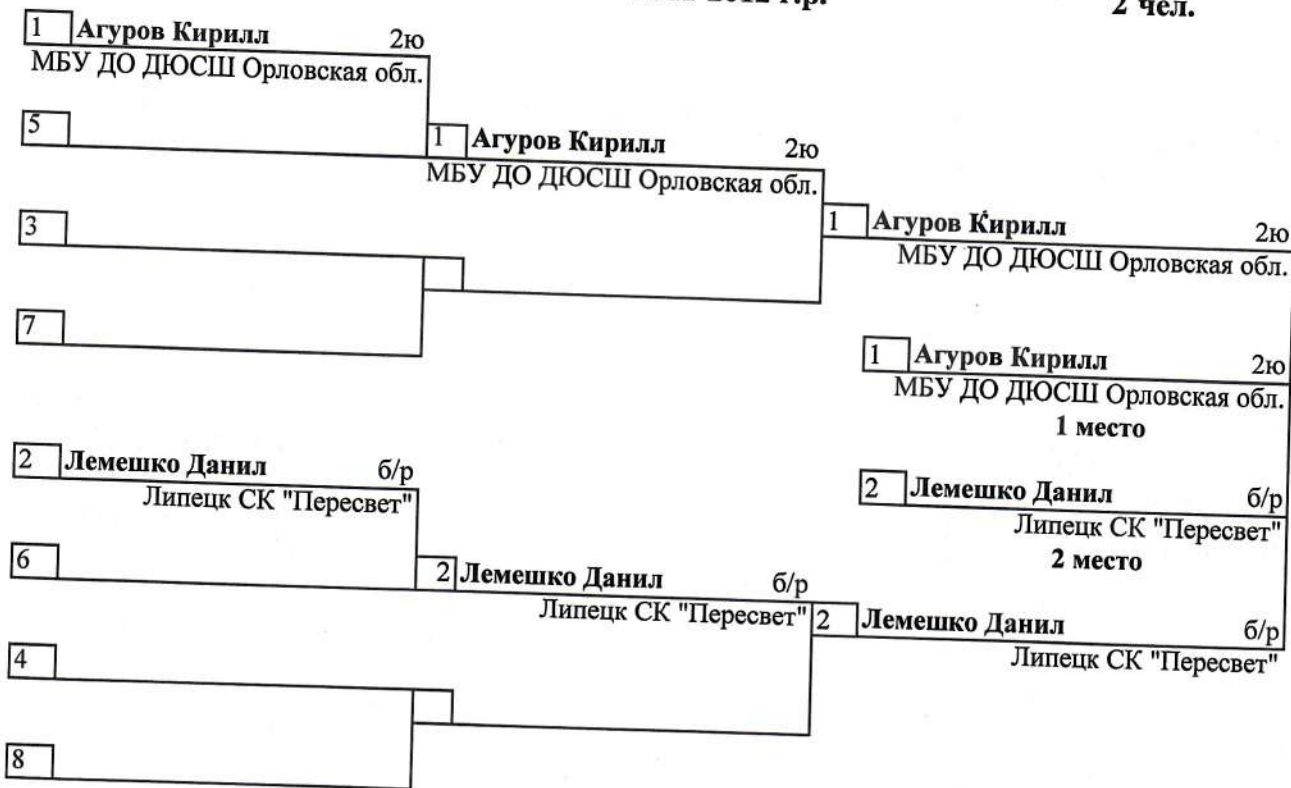 2012 г.р.
2 чел.
1 Агуров Кирилл 2ю
МБУ ДО ДЮСШ Орловская обл.
5
1 Агуров Кирилл 2ю
МБУ ДО ДЮСШ Орловская обл.
3
1 Агуров Кирилл 2ю
МБУ ДО ДЮСШ Орловская обл.
7
1 Агуров Кирилл 2ю
МБУ ДО ДЮСШ Орловская обл.
1 место
2 Лемешко Данил б/р
Липецк СК "Пересвет"
2 Лемешко Данил б/р
Липецк СК "Пересвет"
2 место
6
2 Лемешко Данил б/р
Липецк СК "Пересвет"
2 Лемешко Данил б/р
Липецк СК "Пересвет"
4
8